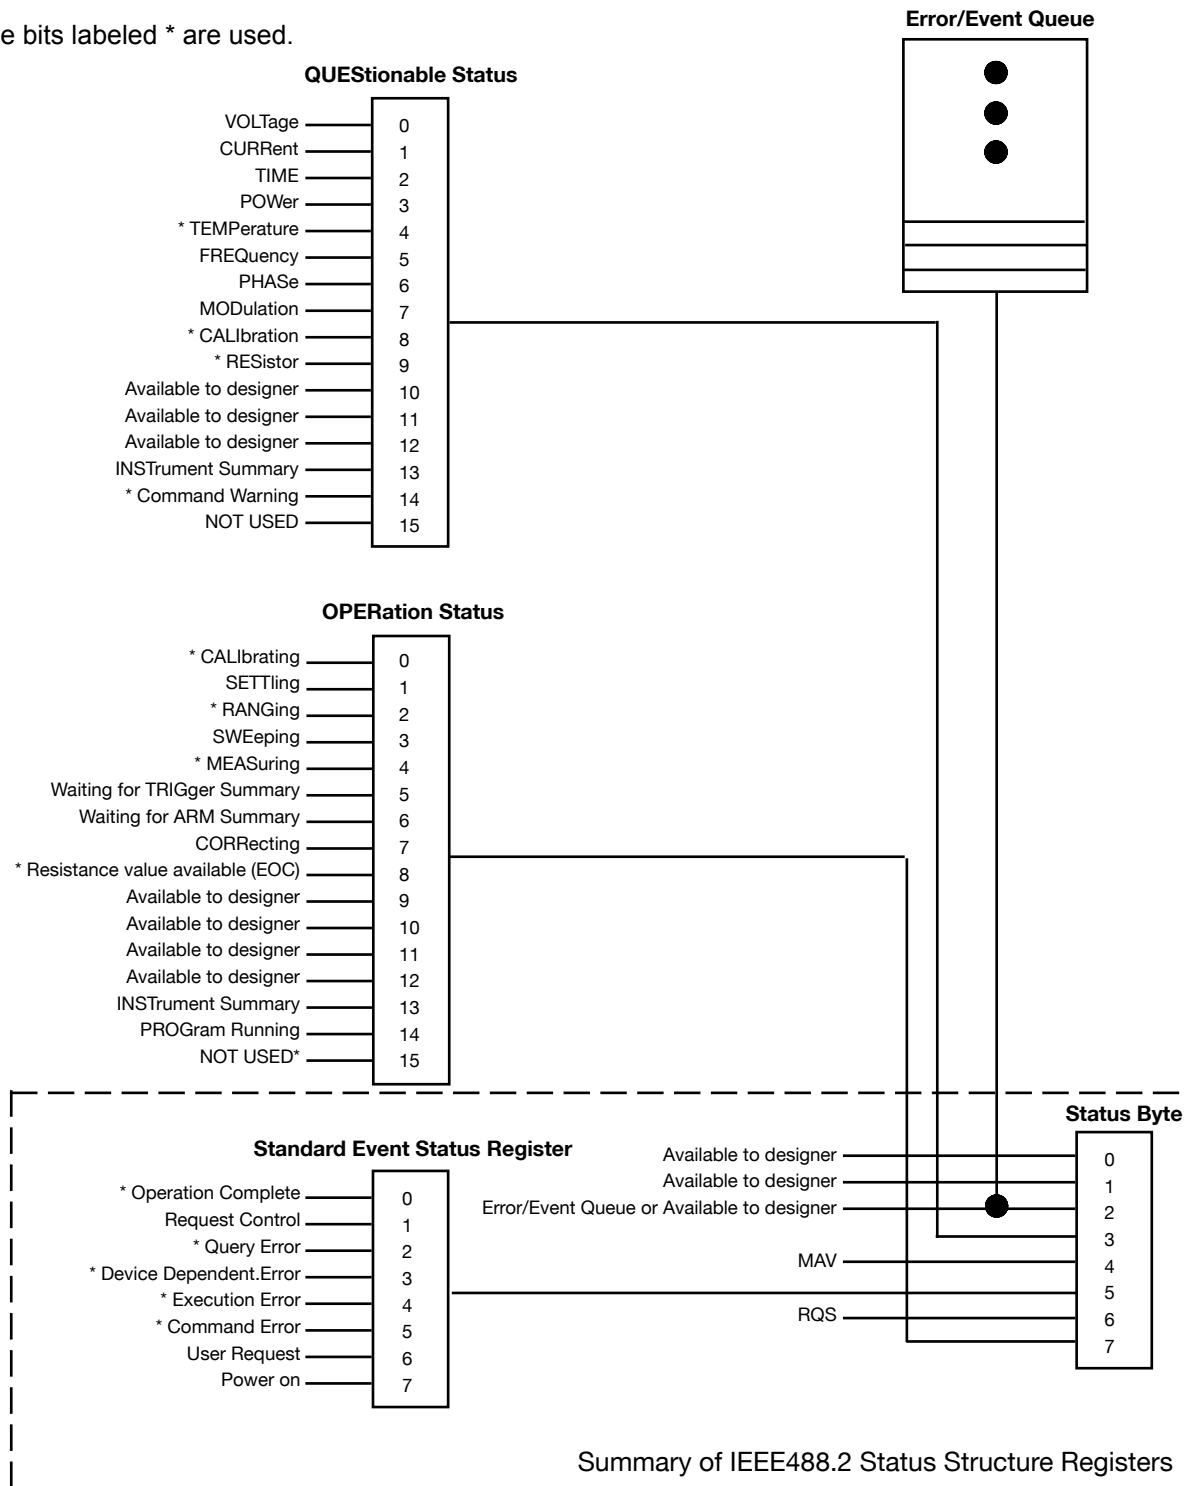 e bits labeled * are used.
Error/Event Queue
QUEStionable Status
VOLTage 0
CURRent 1
TIME 2
POWer 3
* TEMPerature 4
FREQuency 5
PHASe 6
MODulation 7
* CALIbration 8
* RESistor 9
Available to designer 10
Available to designer 11
Available to designer 12
INSTrument Summary 13
* Command Warning 14
NOT USED 15
OPERation Status
* CALIbrating 0
SETTling 1
* RANGing 2
SWEeping 3
* MEASuring 4
Waiting for TRIGger Summary 5
Waiting for ARM Summary 6
CORRecting 7
* Resistance value available (EOC) 8
Available to designer 9
Available to designer 10
Available to designer 11
Available to designer 12
INSTrument Summary 13
PROGram Running 14
NOT USED* 15
Standard Event Status Register
* Operation Complete 0
Request Control 1
* Query Error 2
* Device Dependent.Error 3
* Execution Error 4
* Command Error 5
User Request 6
Power on 7
Status Byte
Available to designer 0
Available to designer 1
Error/Event Queue or Available to designer 2
3
MAV 4
5
RQS 6
7
Summary of IEEE488.2 Status Structure Registers